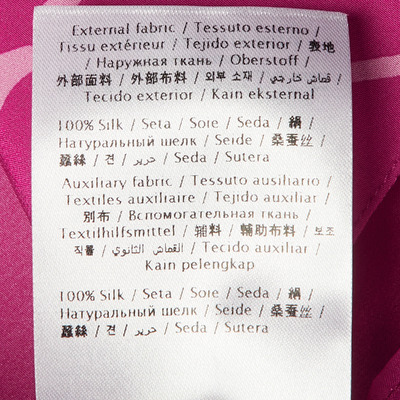 External fabric / Tessuto esterno /
Tissu extérieur / Tejido exterior / 表地
/ Наружная ткань / Oberstoff /
外部面料 / 外部布料 / 외부 소재 / قماش خارجي /
Tecido exterior / Kain eksternal
100% Silk / Seta / Soie / Seda / 絹 /
Натуральный шелк / Seide / 桑蚕丝 /
蠶絲 / 견 / حرير / Seda / Sutera
Auxiliary fabric / Tessuto ausiliario /
Textiles auxiliaire / Tejido auxiliar /
別布 / Вспомогательная ткань /
Textilhilfsmittel / 辅料 / 輔助布料 / 보조
직물 / القماش الثانوي / Tecido auxiliar /
Kain pelengkap
100% Silk / Seta / Soie / Seda / 絹 /
Натуральный шелк / Seide / 桑蚕丝 /
蠶絲 / 견 / حرير / Seda / Sutera